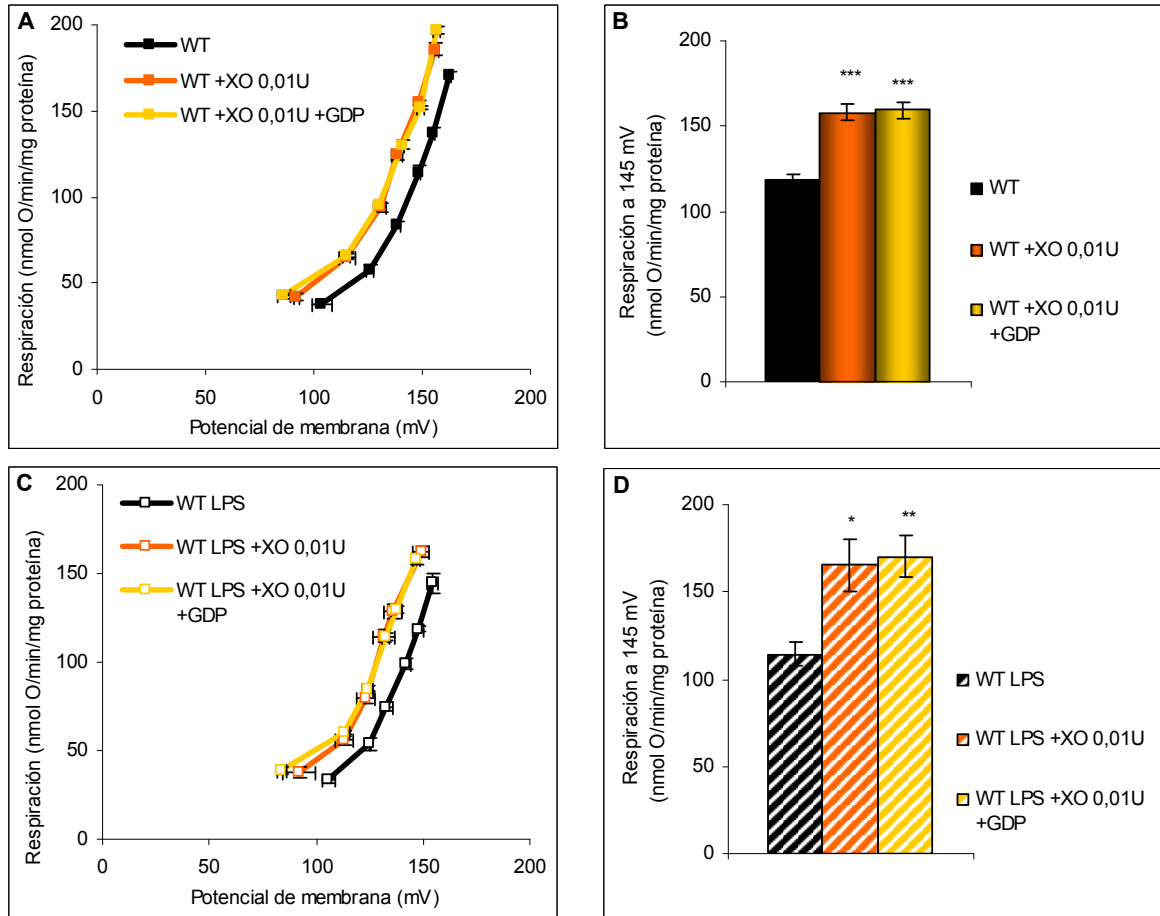 A
200
150
100
50
0
0 50 100 150 200
Respiración (nmol O/min/mg proteína)
Potencial de membrana (mV)
WT
WT +XO 0,01U
WT +XO 0,01U +GDP
B
200
150
100
50
0
Respiración a 145 mV
(nmol O/min/mg proteína)
*** ***
WT
WT +XO 0,01U
WT +XO 0,01U
+GDP
C
200
150
100
50
0
0 50 100 150 200
Respiración (nmol O/min/mg proteína)
Potencial de membrana (mV)
WT LPS
WT LPS +XO 0,01U
WT LPS +XO 0,01U
+GDP
D
200
150
100
50
0
Respiración a 145 mV
(nmol O/min/mg proteína)
* **
WT LPS
WT LPS +XO 0,01U
WT LPS +XO 0,01U
+GDP